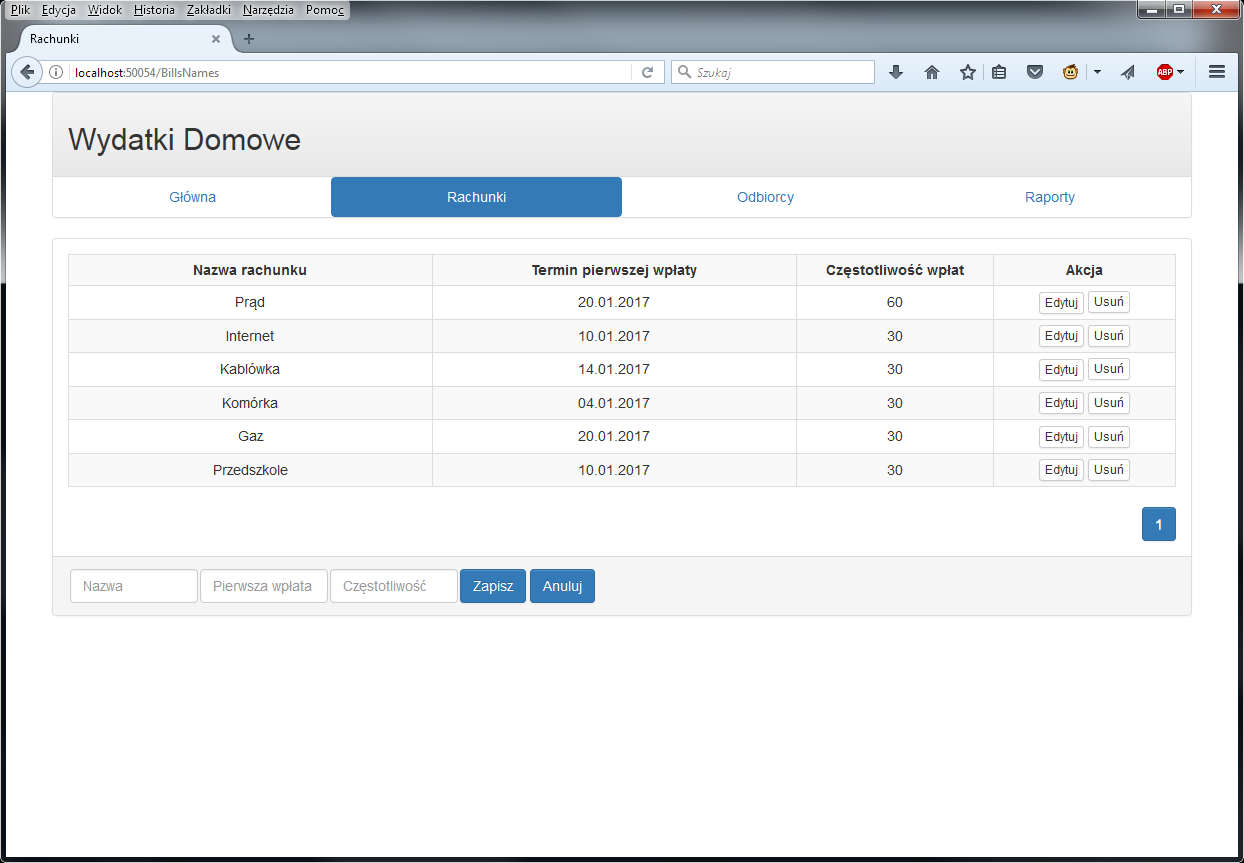 Plik Edycja Widok Historia Zakładki Narzędzia Pomoc
Rachunki
localhost:50054/BillsNames
Szukaj
ABP
Wydatki Domowe
Główna Rachunki Odbiorcy Raporty
Nazwa rachunku Termin pierwszej wpłaty Częstotliwość wpłat Akcja
Prąd 20.01.2017 60 Edytuj Usuń
Internet 10.01.2017 30 Edytuj Usuń
Kablówka 14.01.2017 30 Edytuj Usuń
Komórka 04.01.2017 30 Edytuj Usuń
Gaz 20.01.2017 30 Edytuj Usuń
Przedszkole 10.01.2017 30 Edytuj Usuń
1
Nazwa Pierwsza wpłata Częstotliwość Zapisz Anuluj